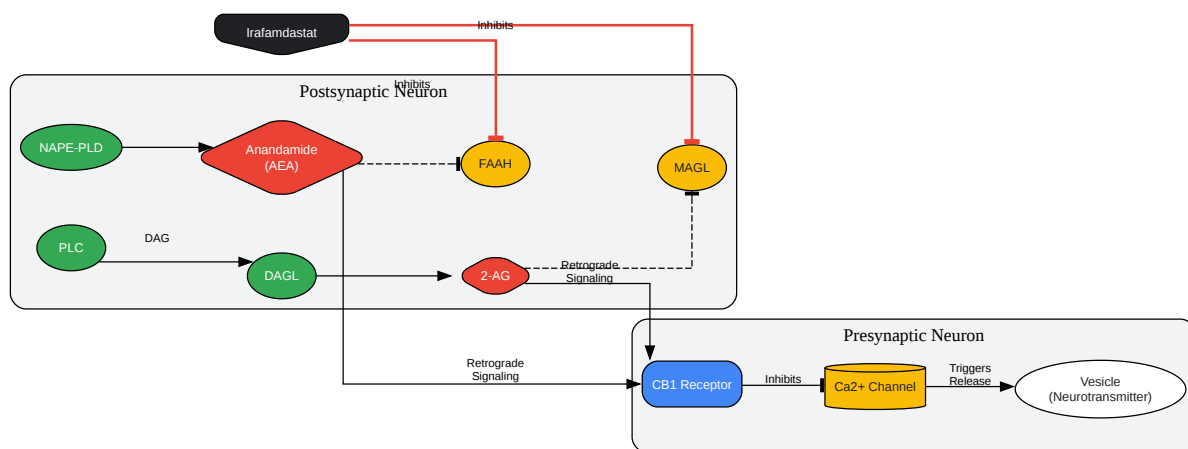 Irafamdastat
Inhibits
Inhibits
Postsynaptic Neuron
NAPE-PLD
Anandamide
(AEA)
FAAH
MAGL
PLC
DAG
DAGL
2-AG
Retrograde
Signaling
Presynaptic Neuron
Retrograde
Signaling
CB1 Receptor
Inhibits
Ca2+ Channel
Triggers
Release
Vesicle
(Neurotransmitter)